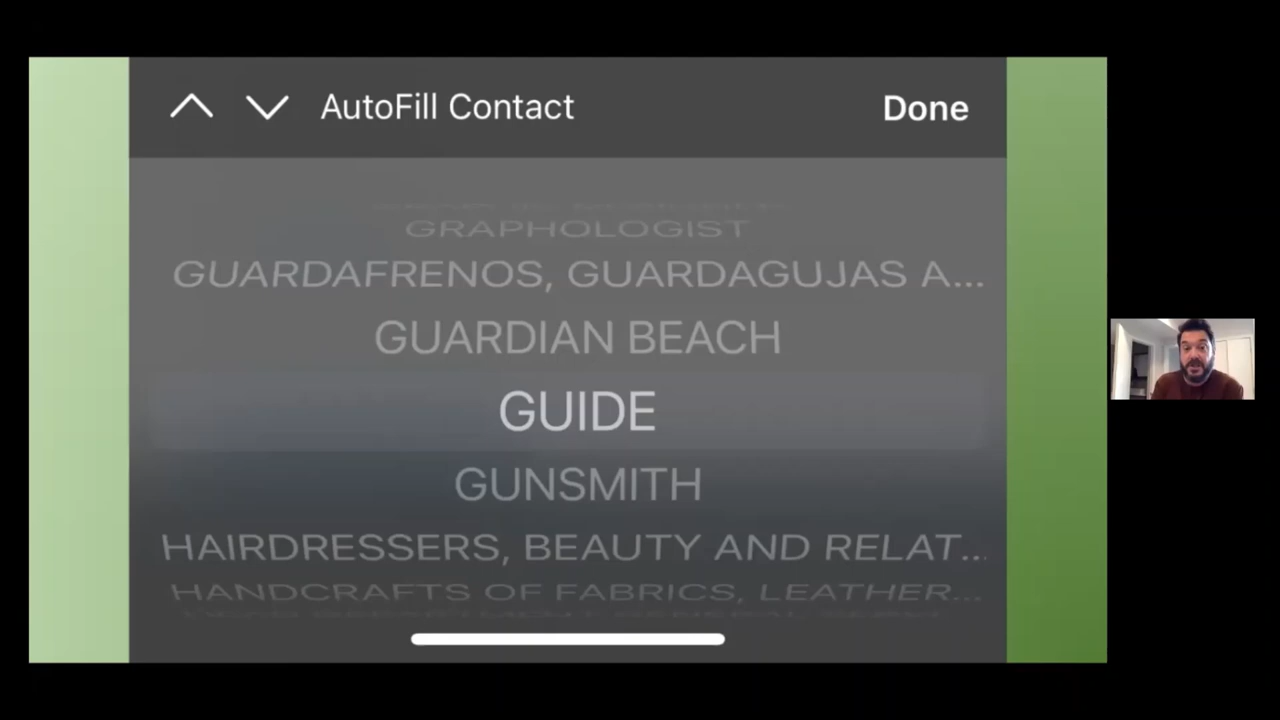 AutoFill Contact
Done
GRAPHOLOGIST
GUARDAFRENOS, GUARDAGUJAS A...
GUARDIAN BEACH
GUIDE
GUNSMITH
HAIRDRESSERS, BEAUTY AND RELAT...
HANDCRAFTS OF FABRICS, LEATHER...